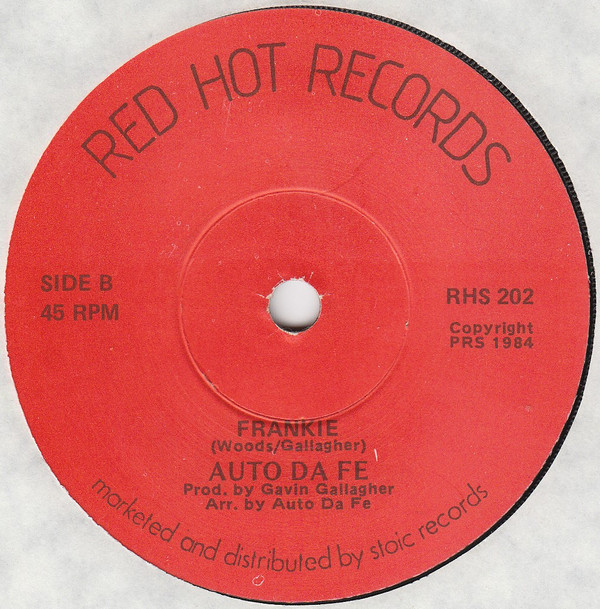 RED HOT RECORDS
SIDE B
45 RPM
RHS 202
Copyright
PRS 1984
FRANKIE
(Woods/Gallagher)
AUTO DA FE
Prod. by Gavin Gallagher
Arr. by Auto Da Fe
marketed and distributed by stoic records